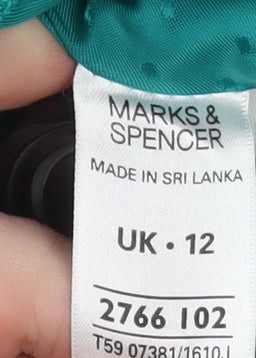 MARKS &
SPENCER
MADE IN SRI LANKA
UK • 12
2766 102
T59 07381/1610J